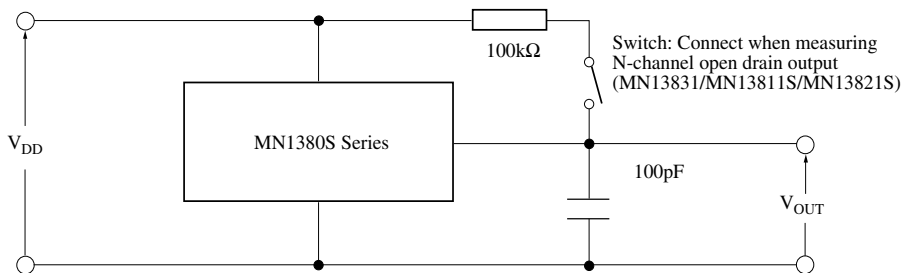 100kΩ
Switch: Connect when measuring
N-channel open drain output
(MN13831/MN13811S/MN13821S)
V_DD
MN1380S Series
100pF
V_OUT